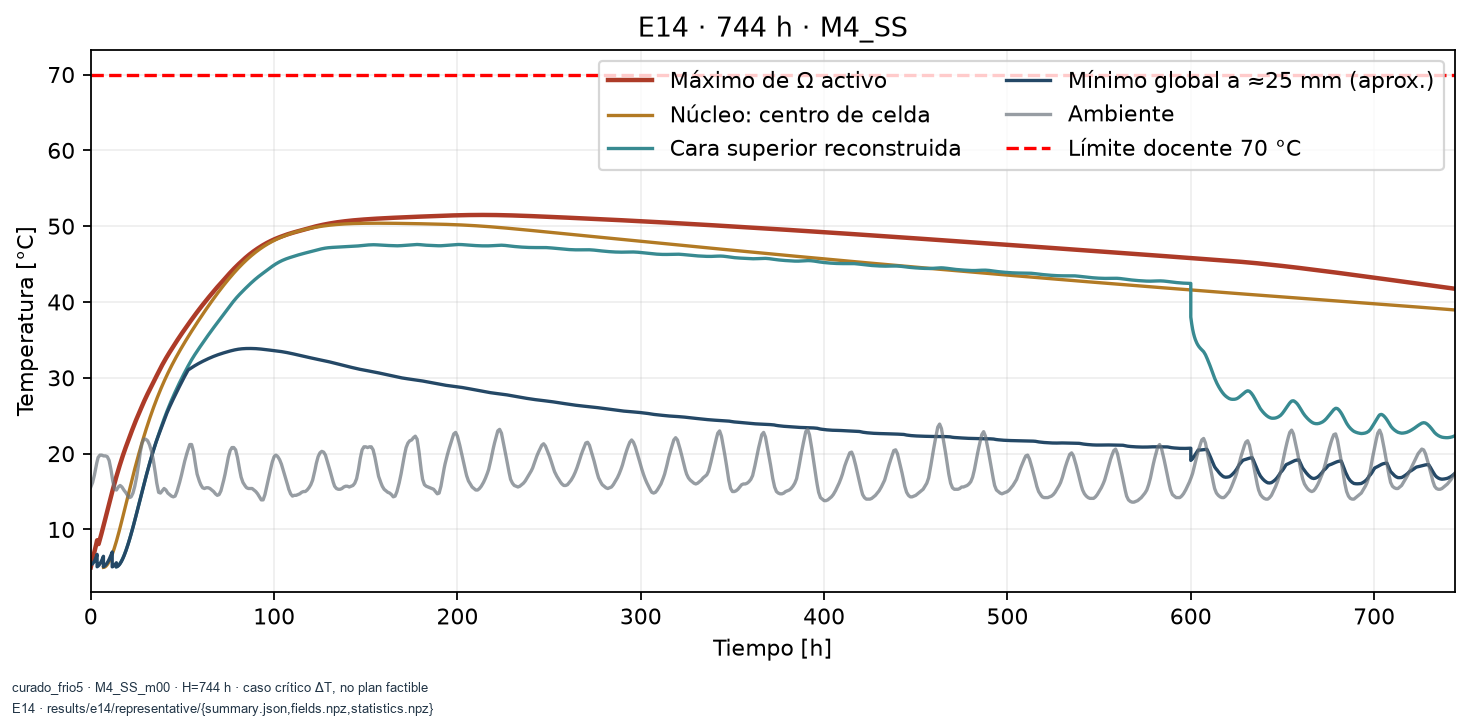 E14 · 744 h · M4_SS
Máximo de Ω activo
Núcleo: centro de celda
Cara superior reconstruida
Mínimo global a ≈25 mm (aprox.)
Ambiente
Límite docente 70 °C
Temperatura [°C]
70
60
50
40
30
20
10
0
100
200
300
400
500
600
700
Tiempo [h]
curado_frio5 · M4_SS_m00 · H=744 h · caso crítico ΔT, no plan factible
E14 · results/e14/representative/{summary.json,fields.npz,statistics.npz}